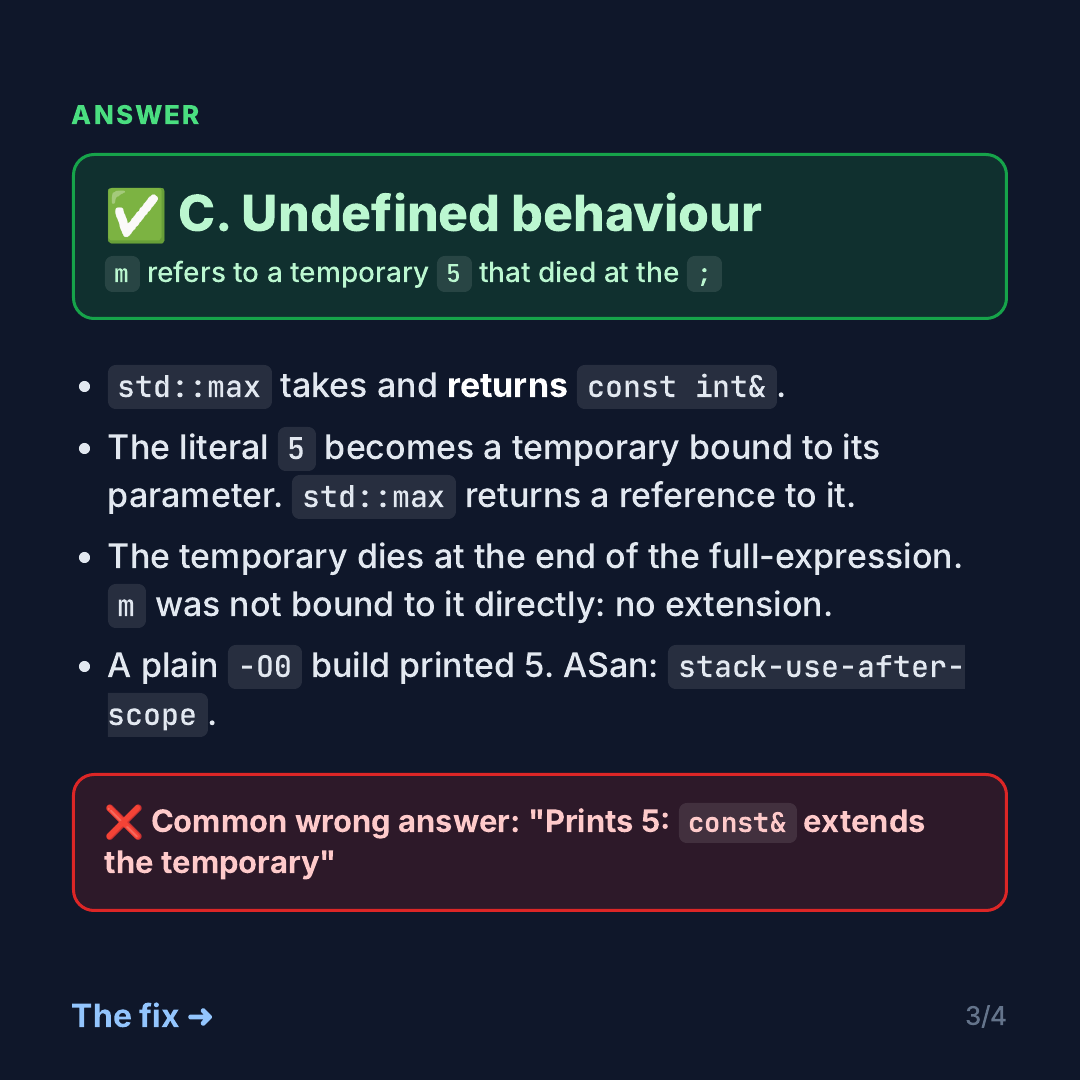 ANSWER
✅ C. Undefined behaviour
m refers to a temporary 5 that died at the ;
• std::max takes and returns const int&.
• The literal 5 becomes a temporary bound to its
parameter. std::max returns a reference to it.
• The temporary dies at the end of the full-expression.
m was not bound to it directly: no extension.
• A plain -O0 build printed 5. ASan: stack-use-after-
scope.
❌ Common wrong answer: "Prints 5: const& extends
the temporary"
The fix ➜
3/4